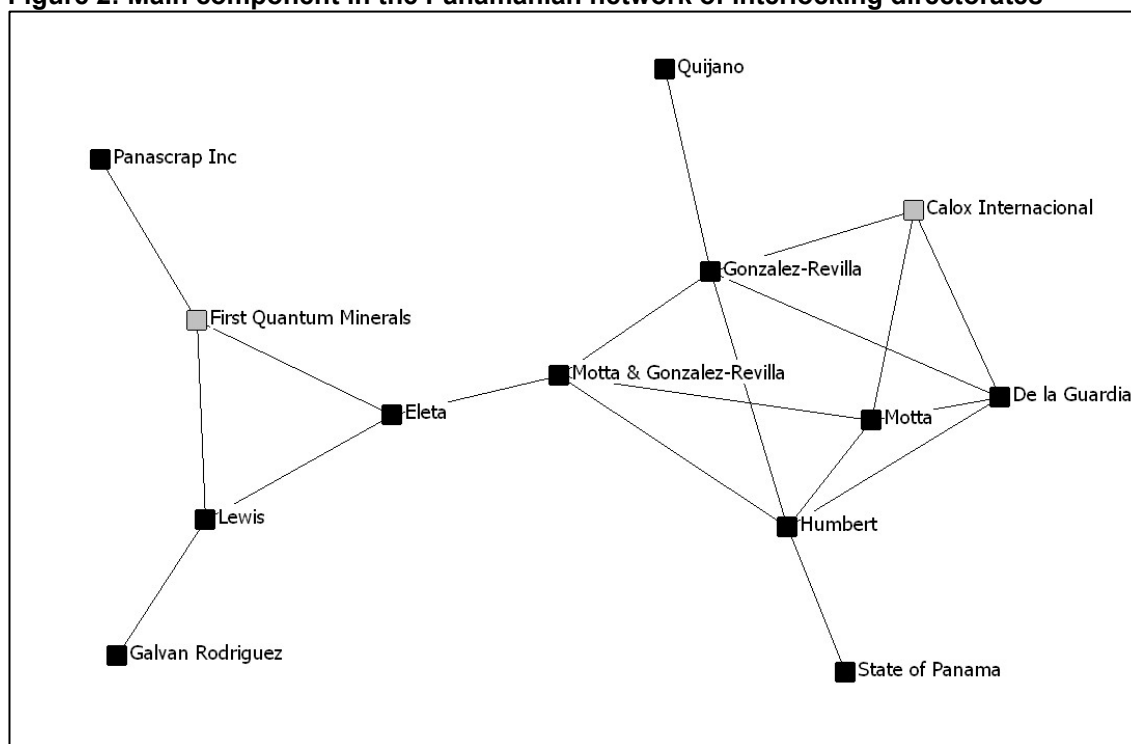 Figure 2: Main component in the Panamanian network of interlocking directorates
Quijano
Panascrap Inc
Calox Internacional
Gonzalez-Revilla
First Quantum Minerals
Motta & Gonzalez-Revilla
De la Guardia
Eleta
Motta
Lewis
Humbert
Galvan Rodriguez
State of Panama